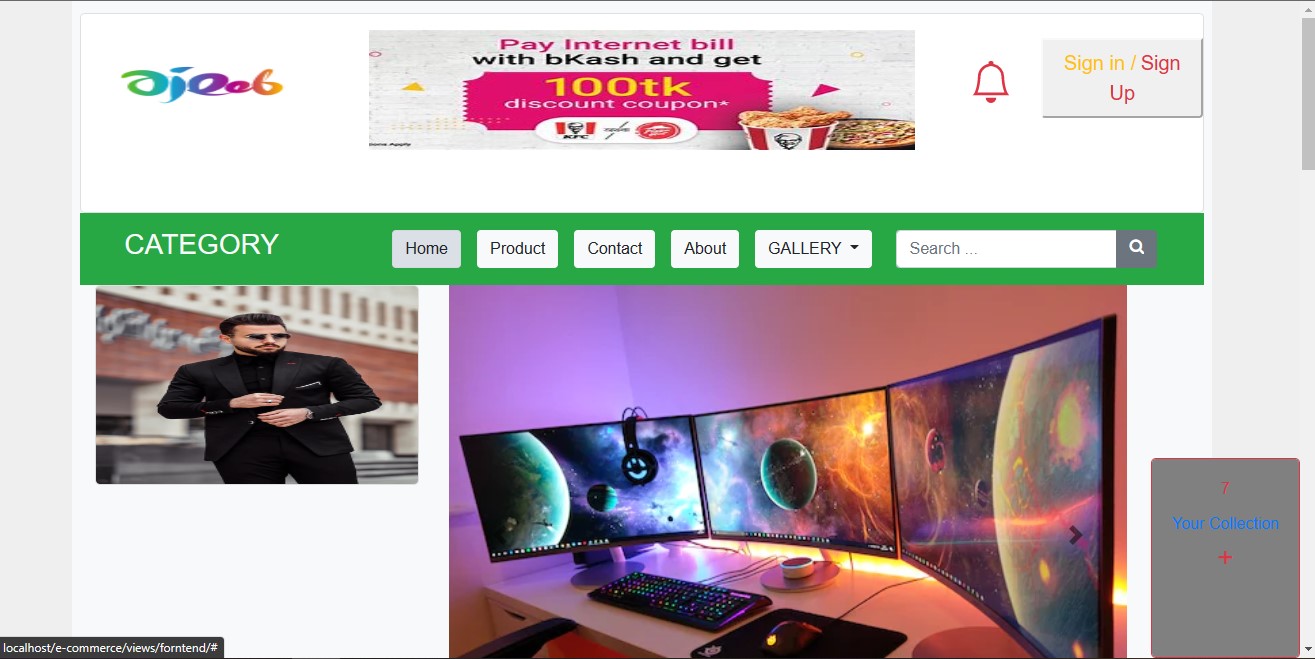 ajeeb
Pay Internet bill
with bKash and get
100tk
discount coupon*
KFC
Sign in / Sign
Up
CATEGORY
Home
Product
Contact
About
GALLERY
Search ...
7
Your Collection
+
localhost/e-commerce/views/forntend/#